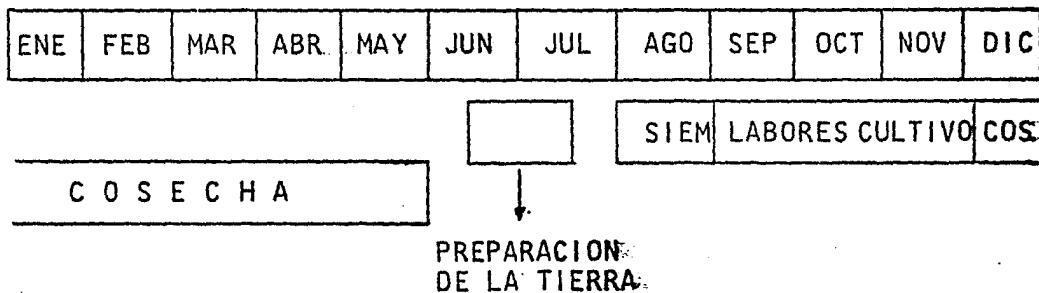 ENE FEB MAR ABR MAY JUN JUL AGO SEP OCT NOV DIC
SIEM LABORES CULTIVO COS
COSECHA
PREPARACION
DE LA TIERRA